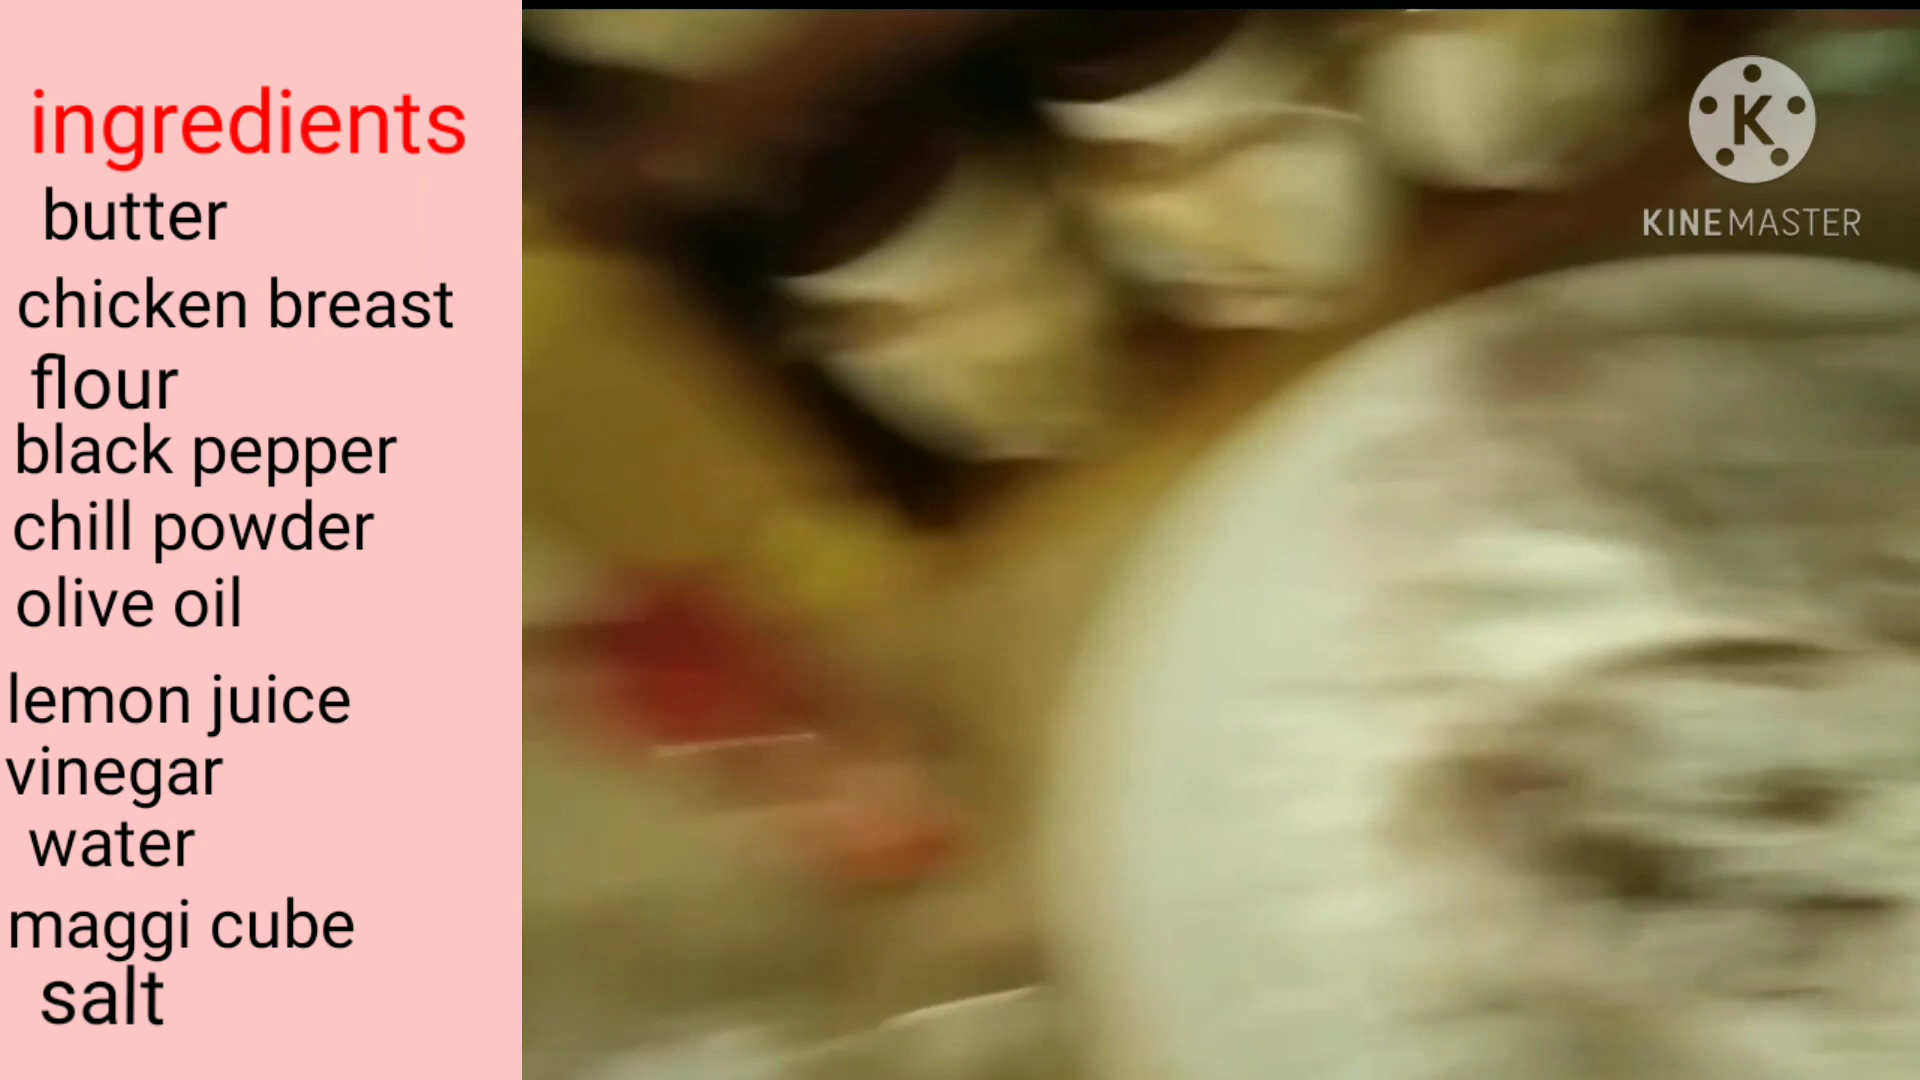 ingredients
butter
chicken breast
flour
black pepper
chill powder
olive oil
lemon juice
vinegar
water
maggi cube
salt
K
KINEMASTER